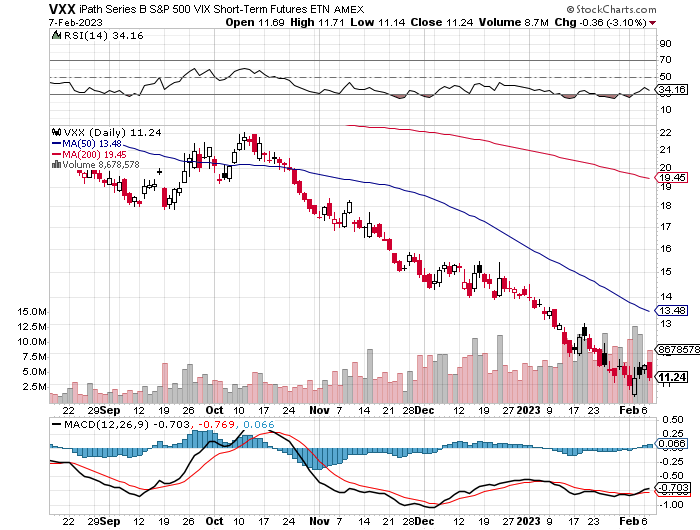 VXX iPath Series B S&P 500 VIX Short-Term Futures ETN AMEX © StockCharts.com
7-Feb-2023 Open 11.69 High 11.71 Low 11.14 Close 11.24 Volume 8.7M Chg -0.36 (-3.10%)
RSI(14) 34.16
90
70
50
34.16
30
10
VXX (Daily) 11.24
MA(50) 13.48
MA(200) 19.45
Volume 8,678,578
22
21
20
19.45
19
18
17
16
15
14
13.48
13
12
8678578
11.24
11
15.0M
12.5M
10.0M
7.5M
5.0M
2.5M
22 29 Sep 12 19 26 Oct 10 17 24 Nov 7 14 21 28 Dec 12 19 27 2023 9 17 23 Feb 6
MACD(12,26,9) -0.703, -0.769, 0.066
0.50
0.25
0.066
0.00
-0.25
-0.50
-0.703
-1.00
22 29 Sep 12 19 26 Oct 10 17 24 Nov 7 14 21 28 Dec 12 19 27 2023 9 17 23 Feb 6